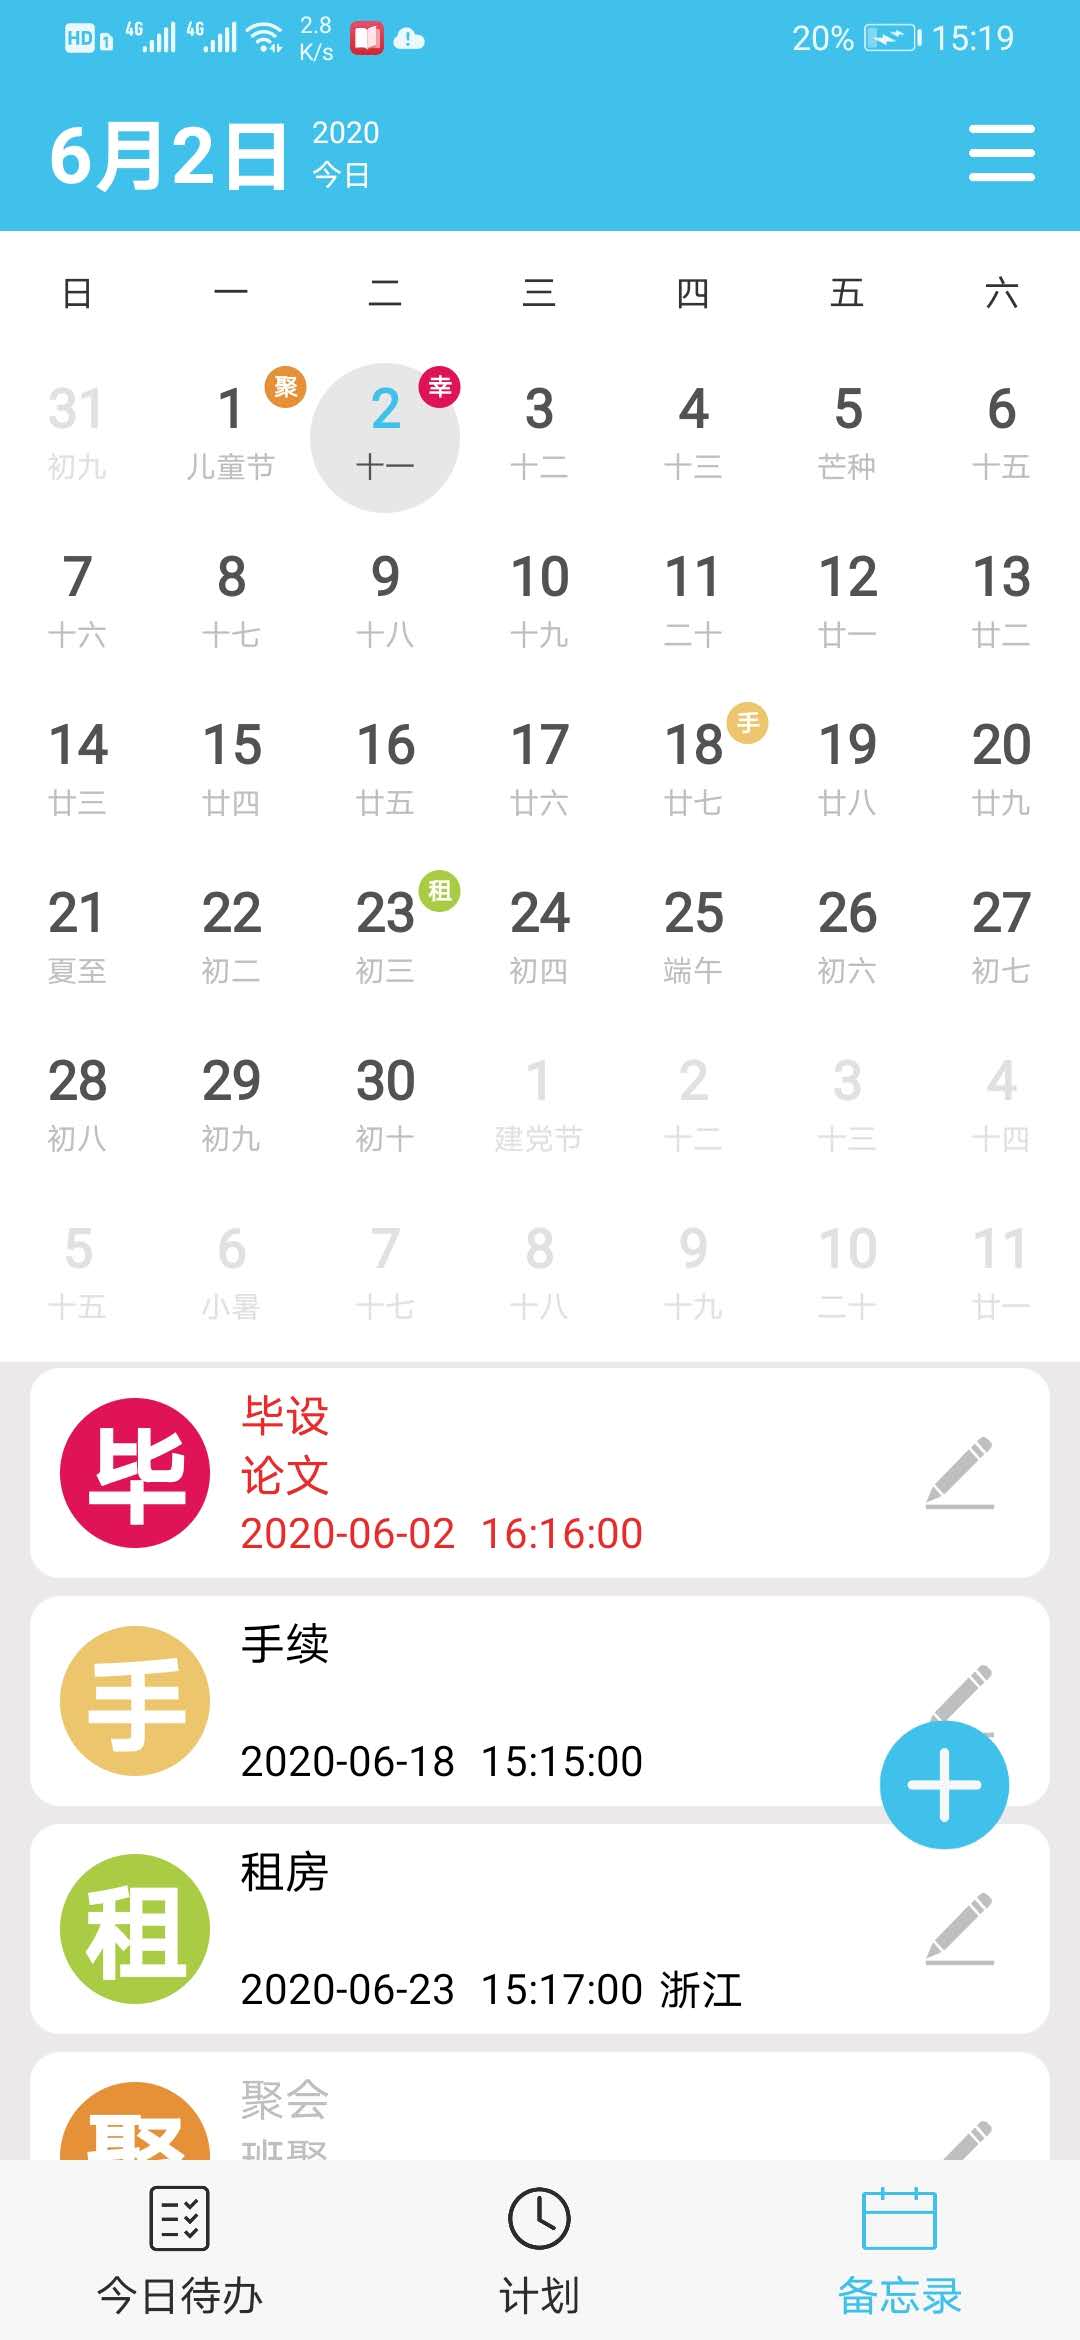 HD 1 4G 4G 2.8 K/s 20% 15:19
6月2日 2020 今日
日 一 二 三 四 五 六
31 1 聚 2 幸 3 4 5 6
初九 儿童节 十一 十二 十三 芒种 十五
7 8 9 10 11 12 13
十六 十七 十八 十九 二十 廿一 廿二
14 15 16 17 18 手 19 20
廿三 廿四 廿五 廿六 廿七 廿八 廿九
21 22 23 租 24 25 26 27
夏至 初二 初三 初四 端午 初六 初七
28 29 30 1 2 3 4
初八 初九 初十 建党节 十二 十三 十四
5 6 7 8 9 10 11
十五 小暑 十七 十八 十九 二十 廿一
毕
毕设
论文
2020-06-02 16:16:00
手
手续
2020-06-18 15:15:00
租
租房
2020-06-23 15:17:00 浙江
聚
聚会
班聚
今日待办 计划 备忘录